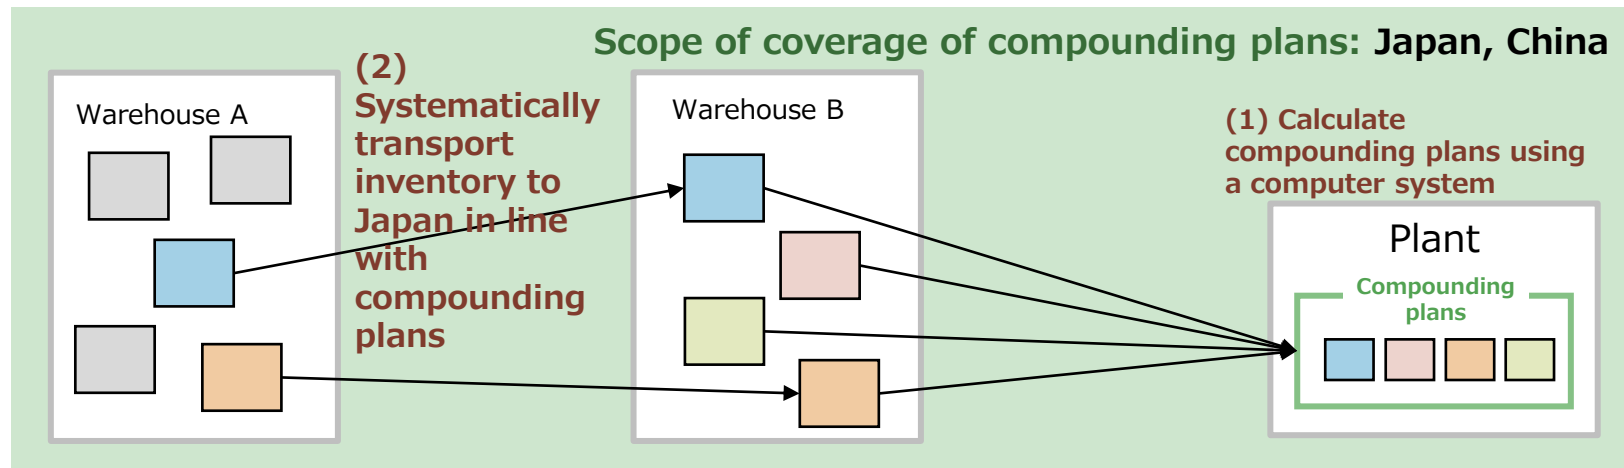 Scope of coverage of compounding plans: Japan, China
Warehouse A
(2)
Systematically
transport
inventory to
Japan in line
with
compounding
plans
Warehouse B
(1) Calculate
compounding plans using
a computer system
Plant
Compounding
plans